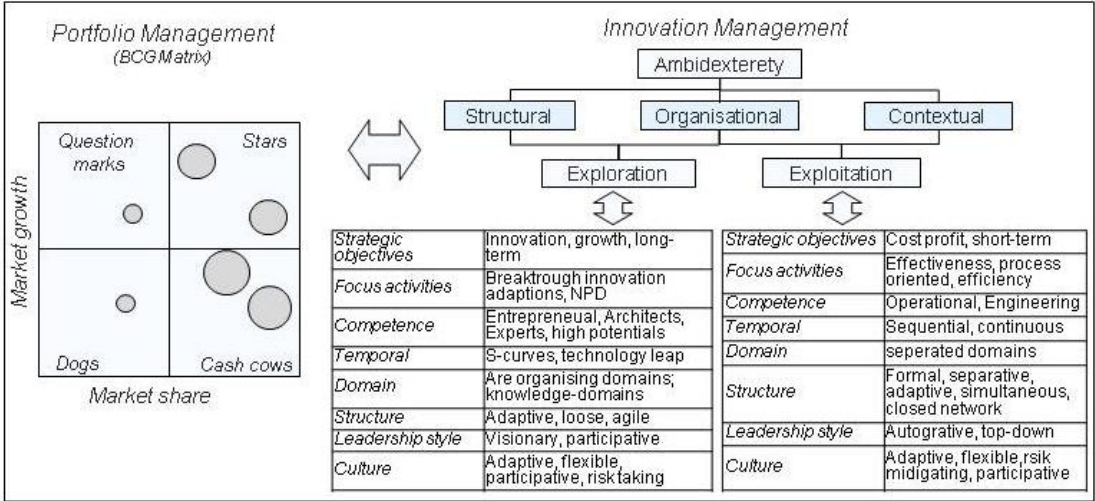 Portfolio Management
(BCG Matrix)
Market growth
Question
marks
Stars
Dogs
Cash cows
Market share
Innovation Management
Ambidexterety
Structural
Organisational
Contextual
Exploration
Exploitation
Strategic
objectives
Innovation, growth, long-
term
Focus activities
Breaktrough innovation
adaptions, NPD
Competence
Entrepreneual, Architects,
Experts, high potentials
Temporal
S-curves, technology leap
Domain
Are organising domains;
knowledge-domains
Structure
Adaptive, loose, agile
Leadership style
Visionary, participative
Culture
Adaptive, flexible,
participative, risk taking
Strategic objectives
Cost profit, short-term
Focus activities
Effectiveness, process
oriented, efficiency
Competence
Operational, Engineering
Temporal
Sequential, continuous
Domain
seperated domains
Structure
Formal, separative,
adaptive, simultaneous,
closed network
Leadership style
Autogrative, top-down
Culture
Adaptive, flexible, rsik
midigating, participative